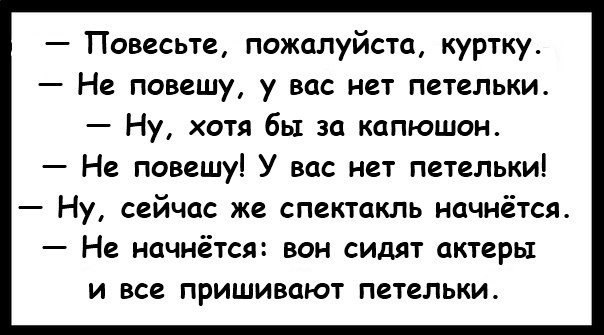 — Повесьте, пожалуйста, куртку.
— Не повешу, у вас нет петельки.
— Ну, хотя бы за капюшон.
— Не повешу! У вас нет петельки!
— Ну, сейчас же спектакль начнётся.
— Не начнётся: вон сидят актеры
и все пришивают петельки.